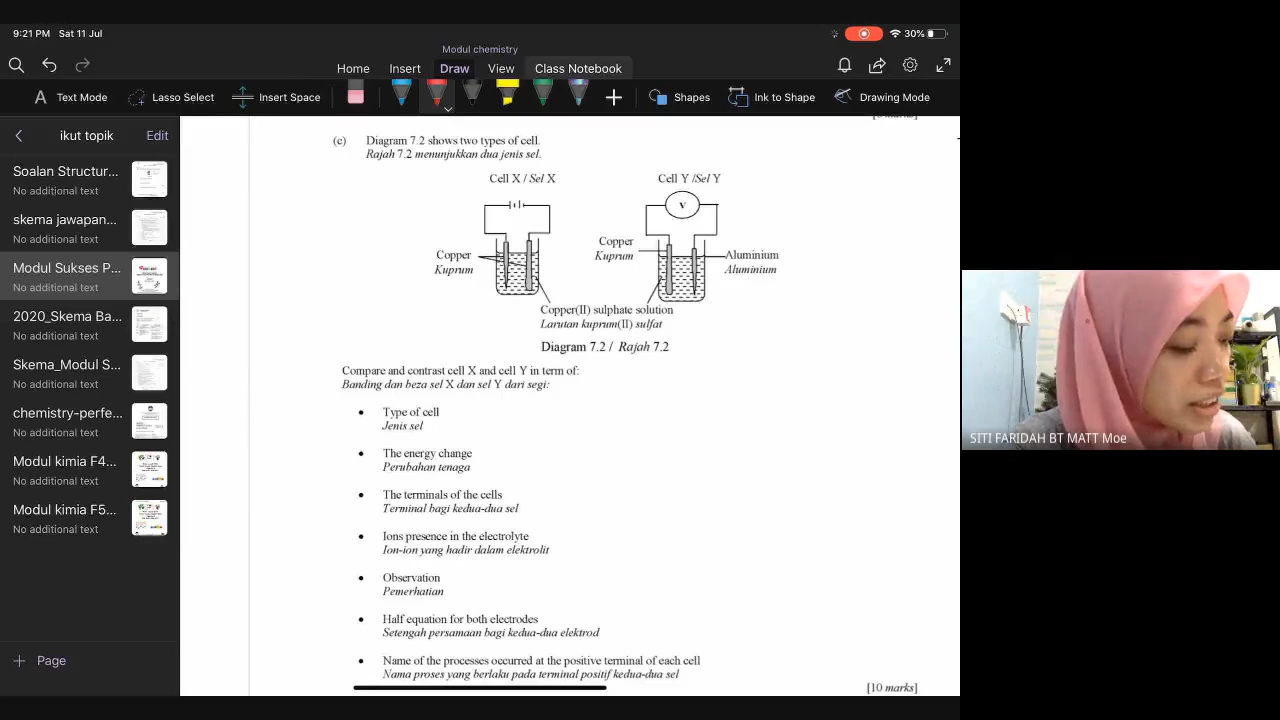 9:21 PM Sat 11 Jul
30%
Modul chemistry
Home Insert Draw View Class Notebook
Text Mode Lasso Select Insert Space Shapes Ink to Shape Drawing Mode
ikut topik Edit
Soalan Structur...
No additional text
skema jawapan...
No additional text
Modul Sukses P...
No additional text
2020_Skema Ba...
No additional text
Skema_Modul S...
No additional text
chemistry-perfe...
No additional text
Modul kimia F4...
No additional text
Modul kimia F5...
No additional text
Page
(c) Diagram 7.2 shows two types of cell.
Rajah 7.2 menunjukkan dua jenis sel.
Cell X / Sel X
Cell Y /Sel Y
V
Copper
Kuprum
Copper
Kuprum
Aluminium
Aluminium
Copper(II) sulphate solution
Larutan kuprum(II) sulfat
Diagram 7.2 / Rajah 7.2
Compare and contrast cell X and cell Y in term of:
Banding dan beza sel X dan sel Y dari segi:
• Type of cell
Jenis sel
• The energy change
Perubahan tenaga
• The terminals of the cells
Terminal bagi kedua-dua sel
• Ions presence in the electrolyte
Ion-ion yang hadir dalam elektrolit
• Observation
Pemerhatian
• Half equation for both electrodes
Setengah persamaan bagi kedua-dua elektrod
• Name of the processes occurred at the positive terminal of each cell
Nama proses yang berlaku pada terminal positif kedua-dua sel
[10 marks]
SITI FARIDAH BT MATT Moe